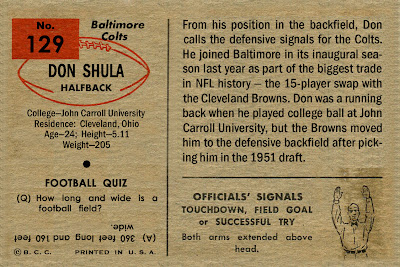 No.
129
Baltimore
Colts
DON SHULA
HALFBACK
College—John Carroll University
Residence: Cleveland, Ohio
Age—24; Height—5.11
Weight—205
FOOTBALL QUIZ
(Q) How long and wide is a
football field?
(A) 360 feet long and 160 feet
wide.
© B. C. C. PRINTED IN U. S. A.
From his position in the backfield, Don
calls the defensive signals for the Colts.
He joined Baltimore in its inaugural sea-
son last year as part of the biggest trade
in NFL history – the 15-player swap with
the Cleveland Browns. Don was a running
back when he played college ball at John
Carroll University, but the Browns moved
him to the defensive backfield after pick-
ing him in the 1951 draft.
OFFICIALS' SIGNALS
TOUCHDOWN, FIELD GOAL
or SUCCESSFUL TRY
Both arms extended above
head.